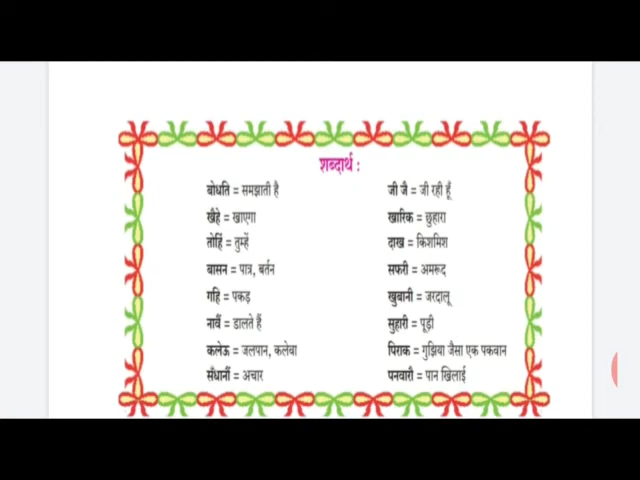 शब्दार्थ :
बोधति = समझाती है
खैहे = खाएगा
तोहिं = तुम्हें
बासन = पात्र, बर्तन
गहि = पकड़
नावैं = डालते हैं
कलेऊ = जलपान, कलेवा
सँधानौं = अचार
जी जै = जी रही हूँ
खारिक = छुहारा
दाख = किशमिश
सफरी = अमरूद
खुबानी = जरदालू
सुहारी = पूड़ी
पिराक = गुझिया जैसा एक पकवान
पनवारौ = पान खिलाई